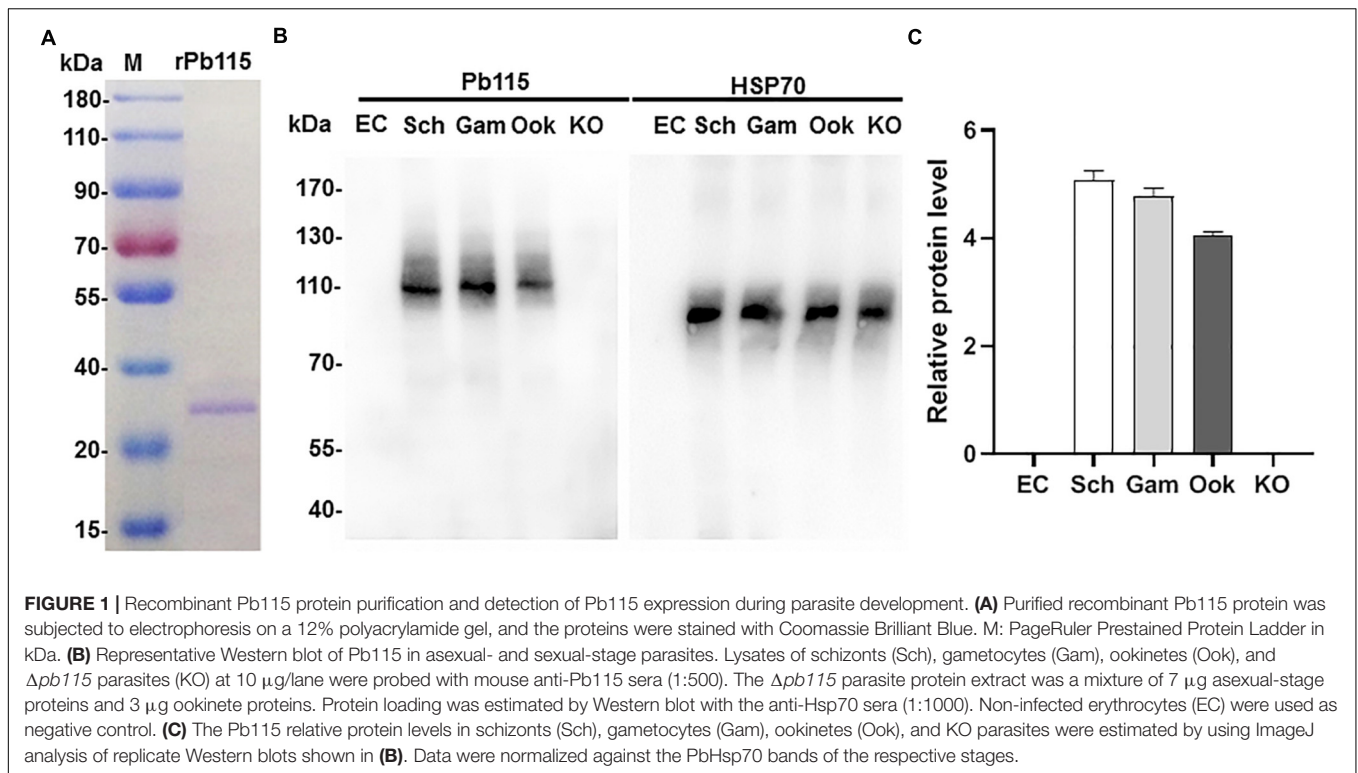 A
kDa M rPb115
180-
110-
90-
70-
55-
40-
20-
15-
B
Pb115 HSP70
kDa EC Sch Gam Ook KO EC Sch Gam Ook KO
170-
130-
110-
70-
55-
40-
C
Relative protein level
6
4
2
0
EC Sch Gam Ook KO
FIGURE 1 | Recombinant Pb115 protein purification and detection of Pb115 expression during parasite development. (A) Purified recombinant Pb115 protein was
subjected to electrophoresis on a 12% polyacrylamide gel, and the proteins were stained with Coomassie Brilliant Blue. M: PageRuler Prestained Protein Ladder in
kDa. (B) Representative Western blot of Pb115 in asexual- and sexual-stage parasites. Lysates of schizonts (Sch), gametocytes (Gam), ookinetes (Ook), and
Δpb115 parasites (KO) at 10 μg/lane were probed with mouse anti-Pb115 sera (1:500). The Δpb115 parasite protein extract was a mixture of 7 μg asexual-stage
proteins and 3 μg ookinete proteins. Protein loading was estimated by Western blot with the anti-Hsp70 sera (1:1000). Non-infected erythrocytes (EC) were used as
negative control. (C) The Pb115 relative protein levels in schizonts (Sch), gametocytes (Gam), ookinetes (Ook), and KO parasites were estimated by using ImageJ
analysis of replicate Western blots shown in (B). Data were normalized against the PbHsp70 bands of the respective stages.